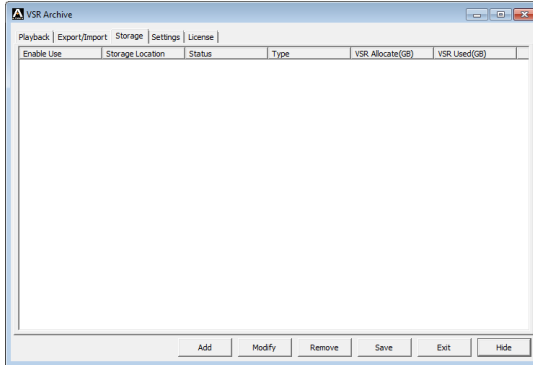 VSR Archive
Playback Export/Import Storage Settings License
Enable Use Storage Location Status Type VSR Allocate(GB) VSR Used(GB)
Add Modify Remove Save Exit Hide